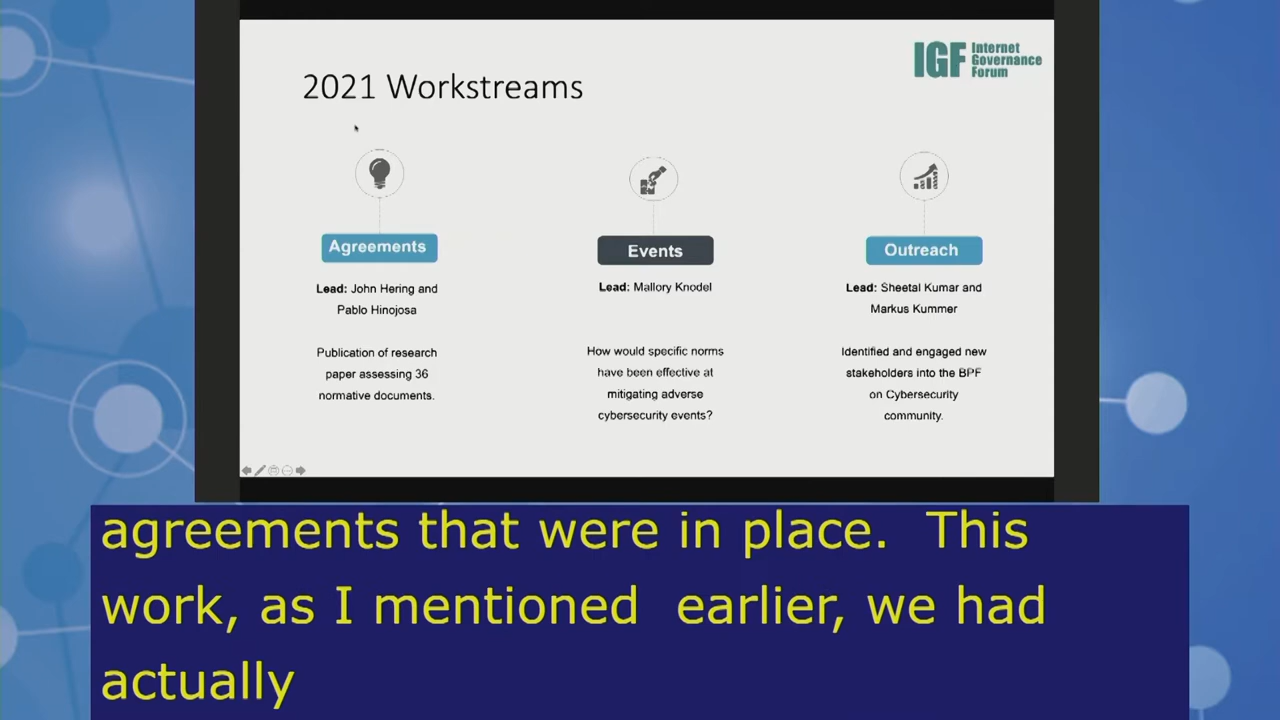 IGF Internet
Governance
Forum
2021 Workstreams
Agreements
Lead: John Hering and
Pablo Hinojosa
Publication of research
paper assessing 36
normative documents.
Events
Lead: Mallory Knodel
How would specific norms
have been effective at
mitigating adverse
cybersecurity events?
Outreach
Lead: Sheetal Kumar and
Markus Kummer
Identified and engaged new
stakeholders into the BPF
on Cybersecurity
community.
agreements that were in place.  This
work, as I mentioned  earlier, we had
actually